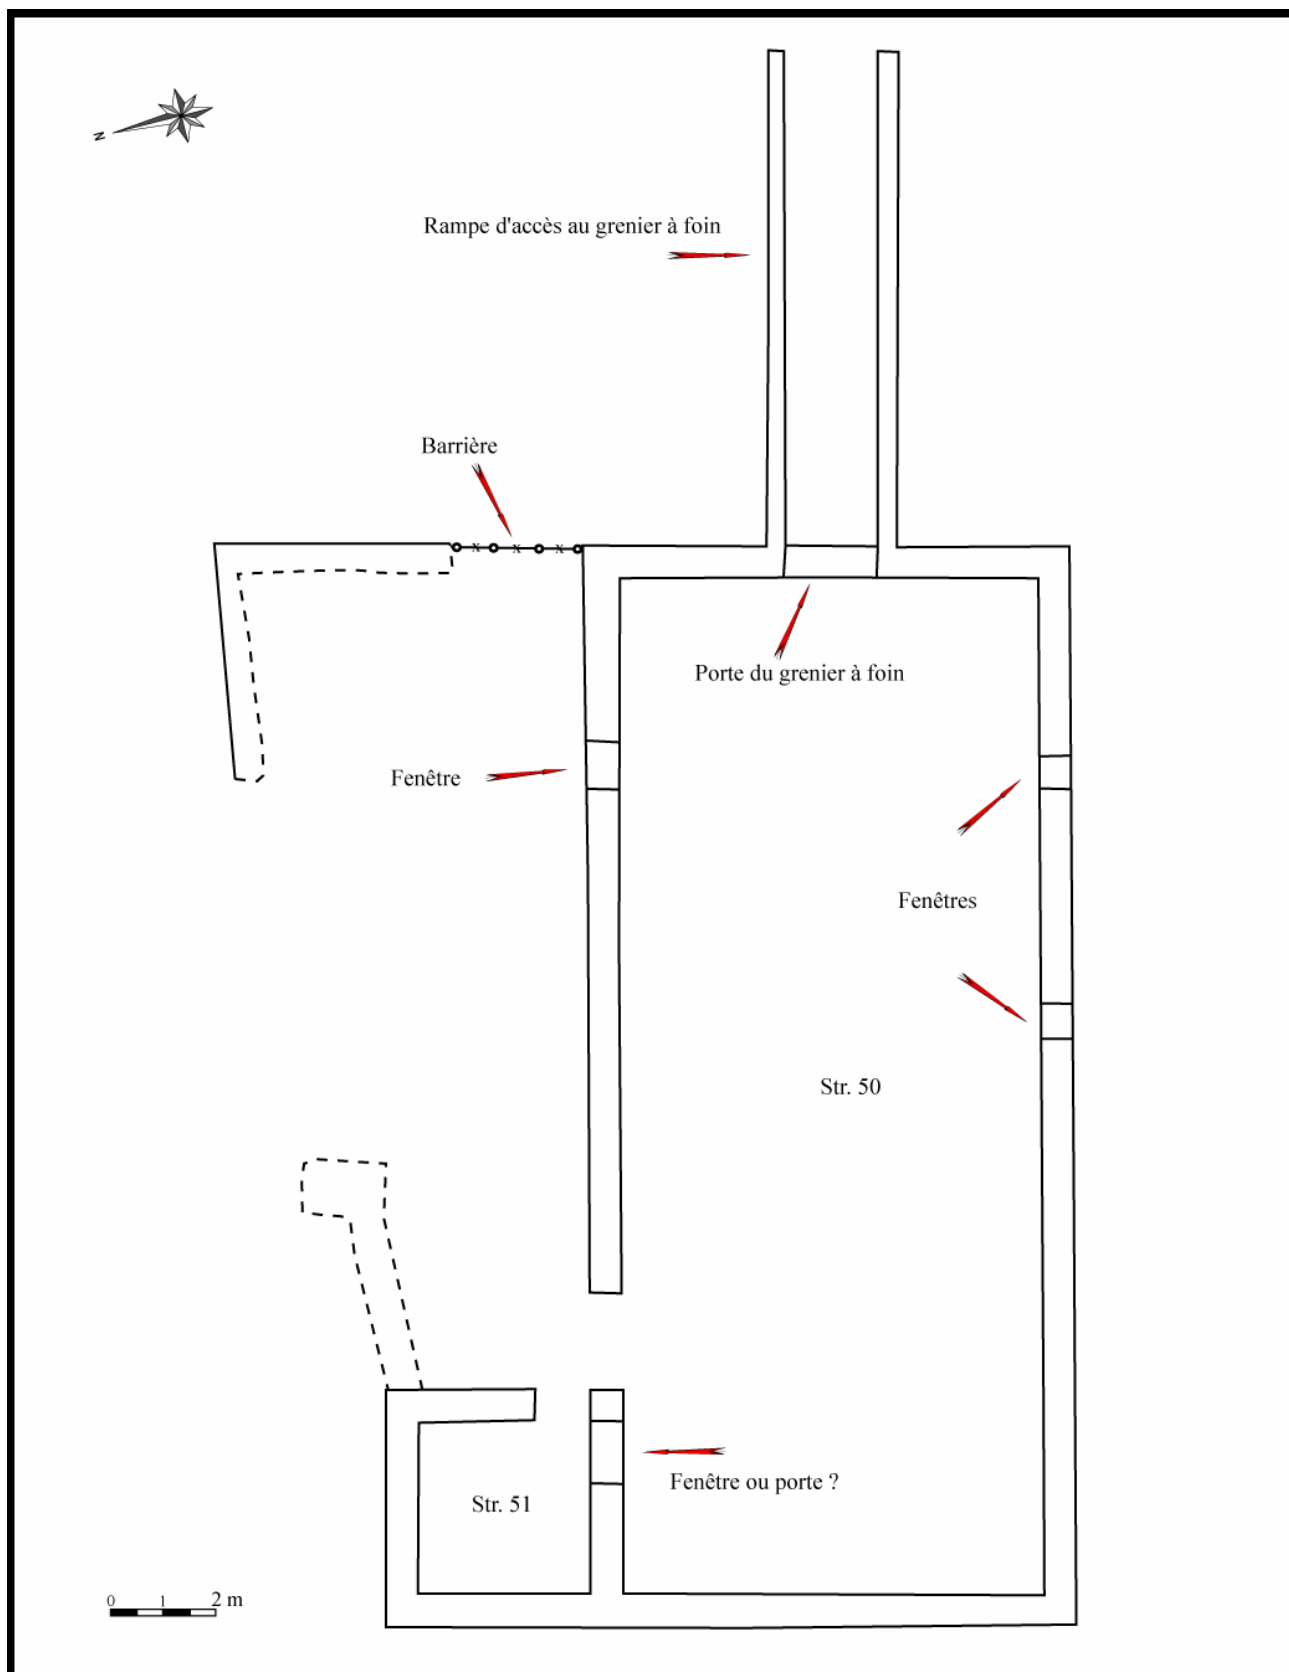 N
Rampe d'accès au grenier à foin
Barrière
x x x
Porte du grenier à foin
Fenêtre
Fenêtres
Str. 50
Fenêtre ou porte ?
Str. 51
0 1 2 m